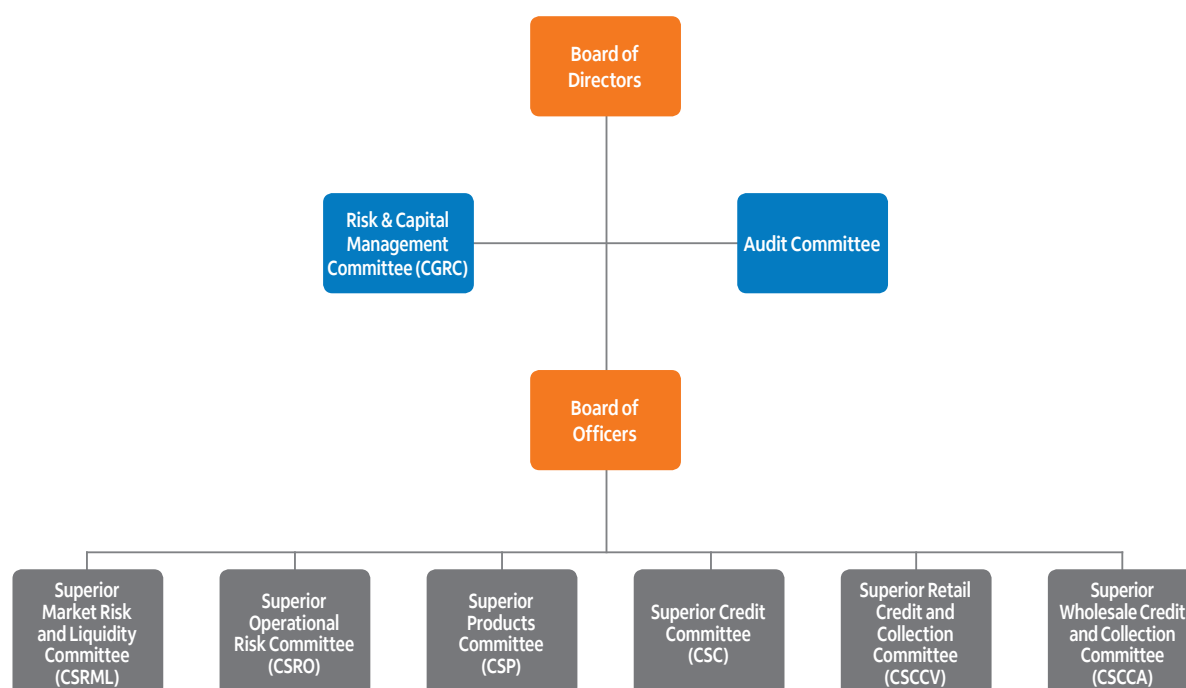 Board of
Directors
Risk & Capital
Management
Committee (CGRC)
Audit Committee
Board of
Officers
Superior
Market Risk
and Liquidity
Committee
(CSRML)
Superior
Operational
Risk Committee
(CSRO)
Superior
Products
Committee
(CSP)
Superior Credit
Committee
(CSC)
Superior Retail
Credit and
Collection
Committee
(CSCCV)
Superior
Wholesale Credit
and Collection
Committee
(CSCCA)